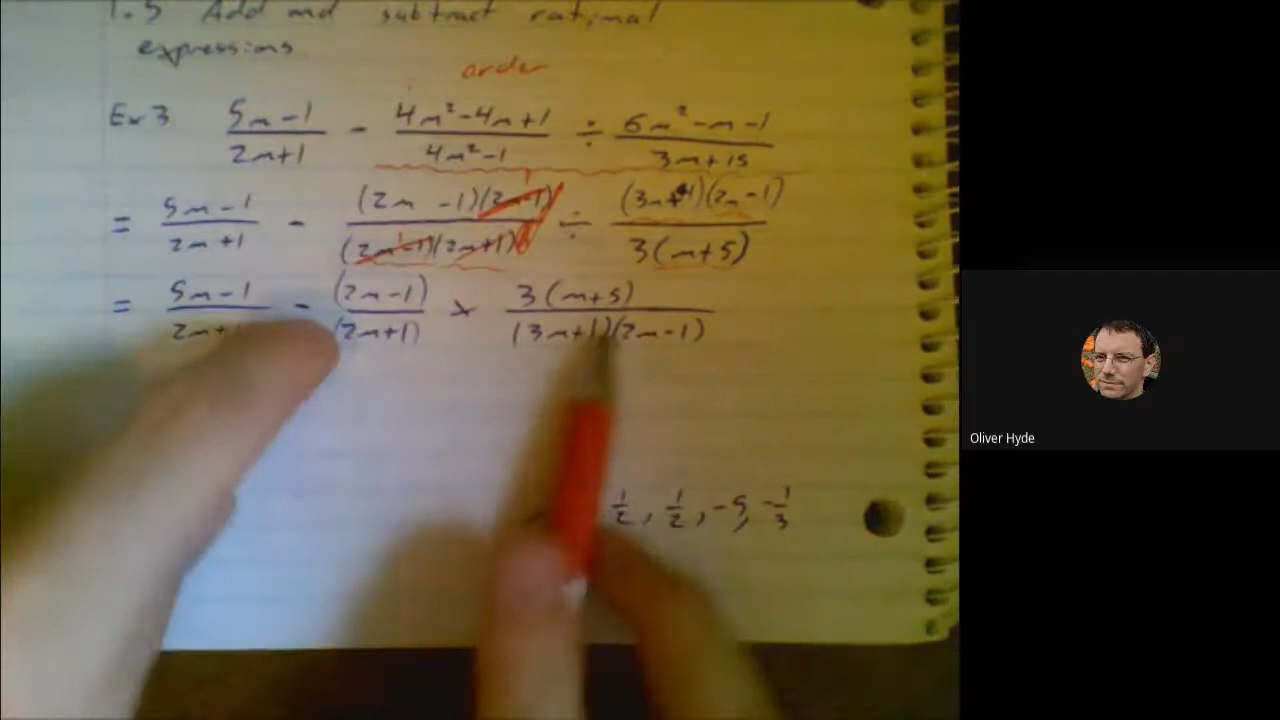 1.5 Add and subtract rational
expressions
order
Ex 3 (5m-1)/(2m+1) - (4m²-4m+1)/(4m²-1) ÷ (6m²-m-1)/(3m+15)
= (5m-1)/(2m+1) - (2m-1)(2m-1)/(2m-1)(2m+1) ÷ (3m+1)(2m-1)/3(m+5)
= (5m-1)/(2m+1) - (2m-1)/(2m+1) × 3(m+5)/(3m+1)(2m-1)
1/2, 1/2, -5, -1/3
Oliver Hyde